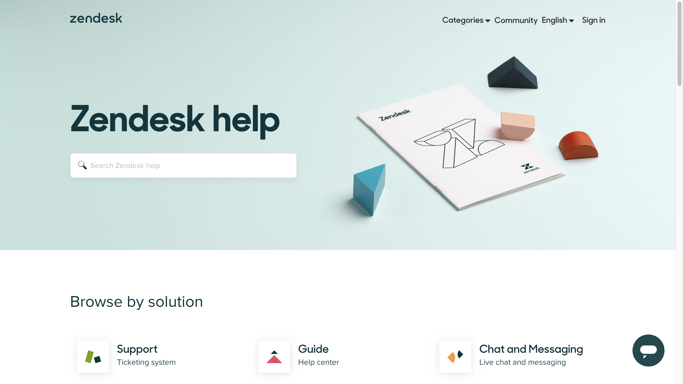 zendesk
Categories
Community
English
Sign in
Zendesk help
Search Zendesk help
Zendesk
Browse by solution
Support
Ticketing system
Guide
Help center
Chat and Messaging
Live chat and messaging